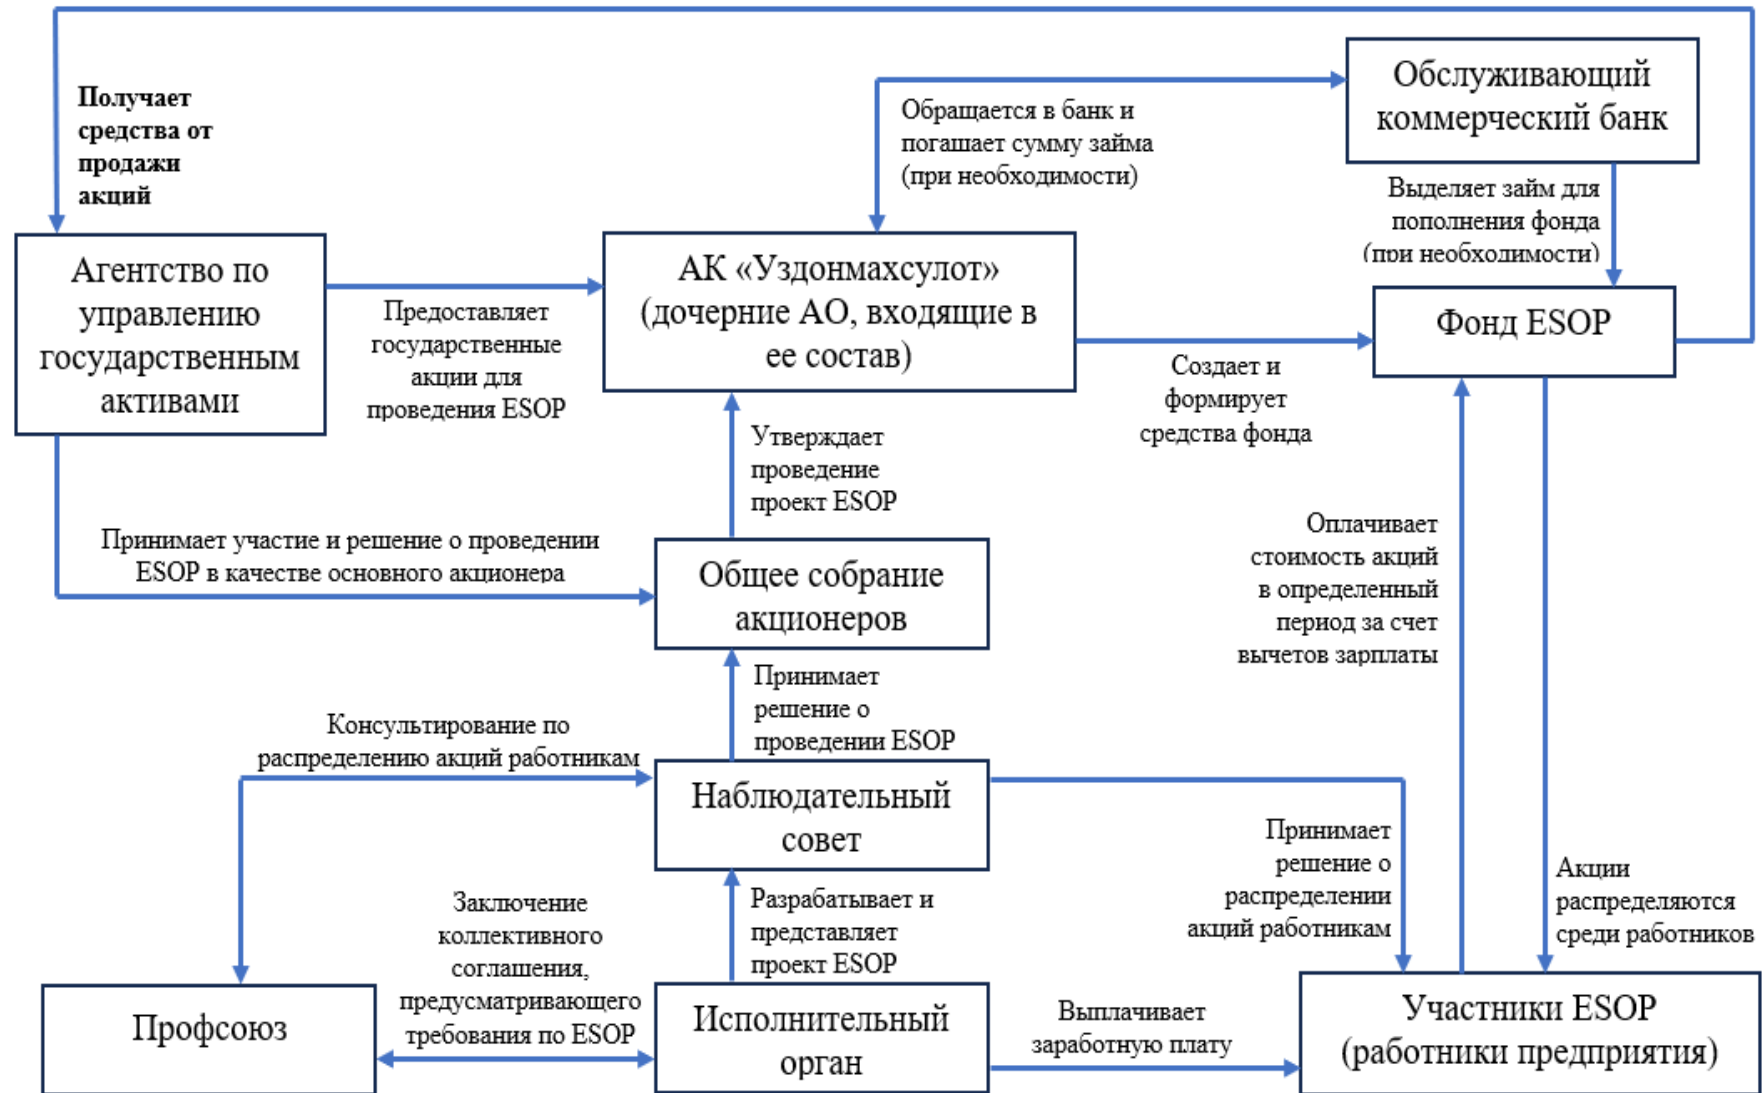 Получает
средства от
продажи
акций
Обращается в банк и
погашает сумму займа
(при необходимости)
Обслуживающий
коммерческий банк
Выделяет займ для
пополнения фонда
(при необходимости)
Агентство по
управлению
государственным
активами
Предоставляет
государственные
акции для
проведения ESOP
АК «Уздонмахсулот»
(дочерние АО, входящие в
ее состав)
Создает и
формирует
средства фонда
Фонд ESOP
Утверждает
проведение
проект ESOP
Принимает участие и решение о проведении
ESOP в качестве основного акционера
Общее собрание
акционеров
Оплачивает
стоимость акций
в определенный
период за счет
вычетов зарплаты
Принимает
решение о
проведении ESOP
Консультирование по
распределению акций работникам
Наблюдательный
совет
Принимает
решение о
распределении
акций работникам
Акции
распределяются
среди работников
Заключение
коллективного
соглашения,
предусматривающего
требования по ESOP
Разрабатывает и
представляет
проект ESOP
Профсоюз
Исполнительный
орган
Выплачивает
заработную плату
Участники ESOP
(работники предприятия)